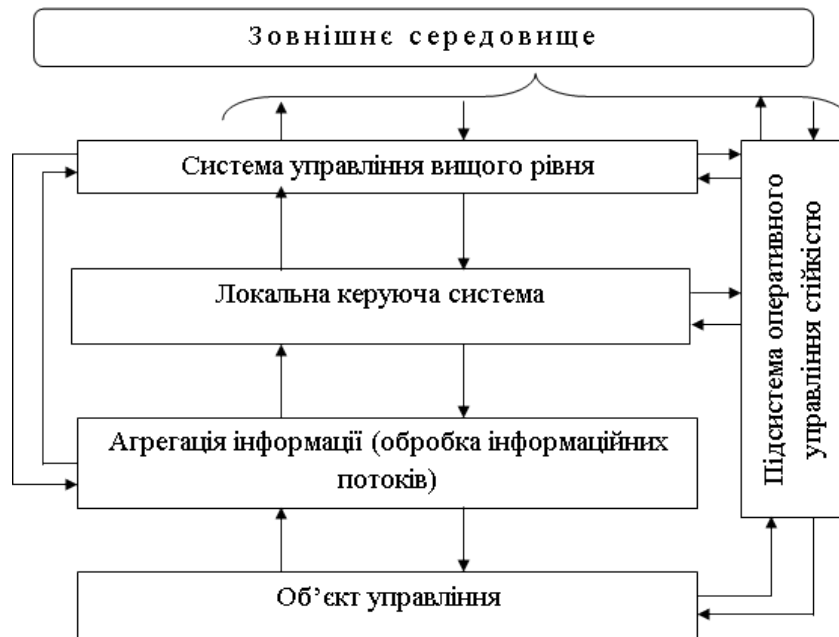 Зовнішнє середовище
Система управління вищого рівня
Локальна керуюча система
Агрегація інформації (обробка інформаційних
потоків)
Об’єкт управління
Підсистема оперативного
управління стійкістю